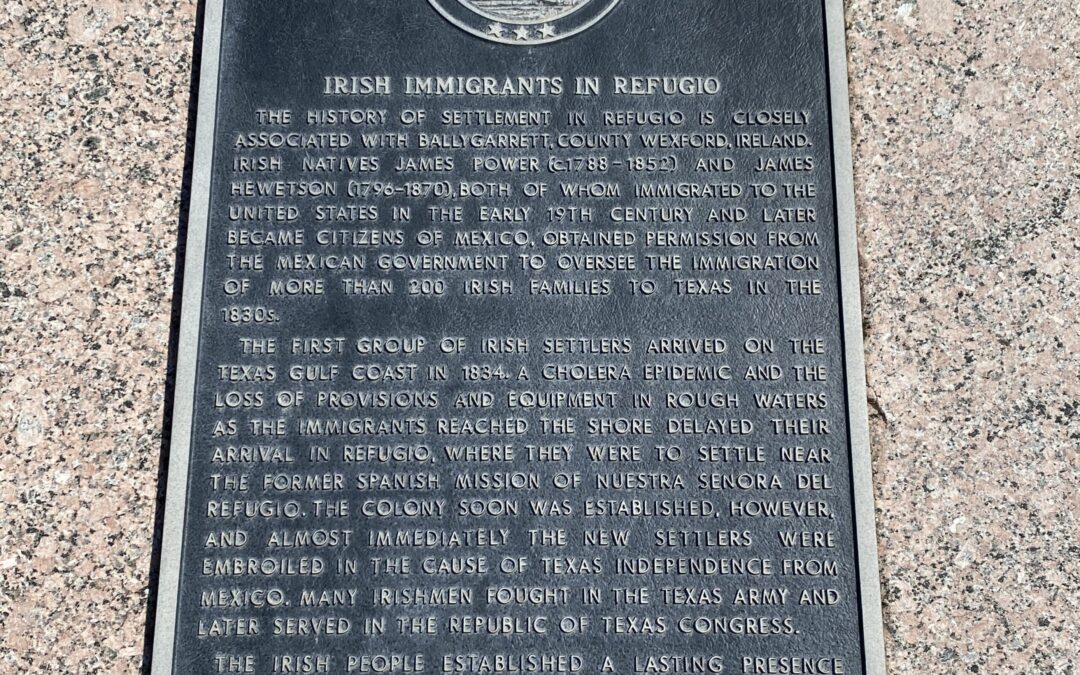 IRISH IMMIGRANTS IN REFUGIO
THE HISTORY OF SETTLEMENT IN REFUGIO IS CLOSELY
ASSOCIATED WITH BALLYGARRETT, COUNTY WEXFORD, IRELAND.
IRISH NATIVES JAMES POWER (C.1788-1852) AND JAMES
HEWETSON (1796-1870), BOTH OF WHOM IMMIGRATED TO THE
UNITED STATES IN THE EARLY 19TH CENTURY AND LATER
BECAME CITIZENS OF MEXICO, OBTAINED PERMISSION FROM
THE MEXICAN GOVERNMENT TO OVERSEE THE IMMIGRATION
OF MORE THAN 200 IRISH FAMILIES TO TEXAS IN THE
1830s.
THE FIRST GROUP OF IRISH SETTLERS ARRIVED ON THE
TEXAS GULF COAST IN 1834. A CHOLERA EPIDEMIC AND THE
LOSS OF PROVISIONS AND EQUIPMENT IN ROUGH WATERS
AS THE IMMIGRANTS REACHED THE SHORE DELAYED THEIR
ARRIVAL IN REFUGIO, WHERE THEY WERE TO SETTLE NEAR
THE FORMER SPANISH MISSION OF NUESTRA SENORA DEL
REFUGIO. THE COLONY SOON WAS ESTABLISHED, HOWEVER,
AND ALMOST IMMEDIATELY THE NEW SETTLERS WERE
EMBROILED IN THE CAUSE OF TEXAS INDEPENDENCE FROM
MEXICO. MANY IRISHMEN FOUGHT IN THE TEXAS ARMY AND
LATER SERVED IN THE REPUBLIC OF TEXAS CONGRESS.
THE IRISH PEOPLE ESTABLISHED A LASTING PRESENCE